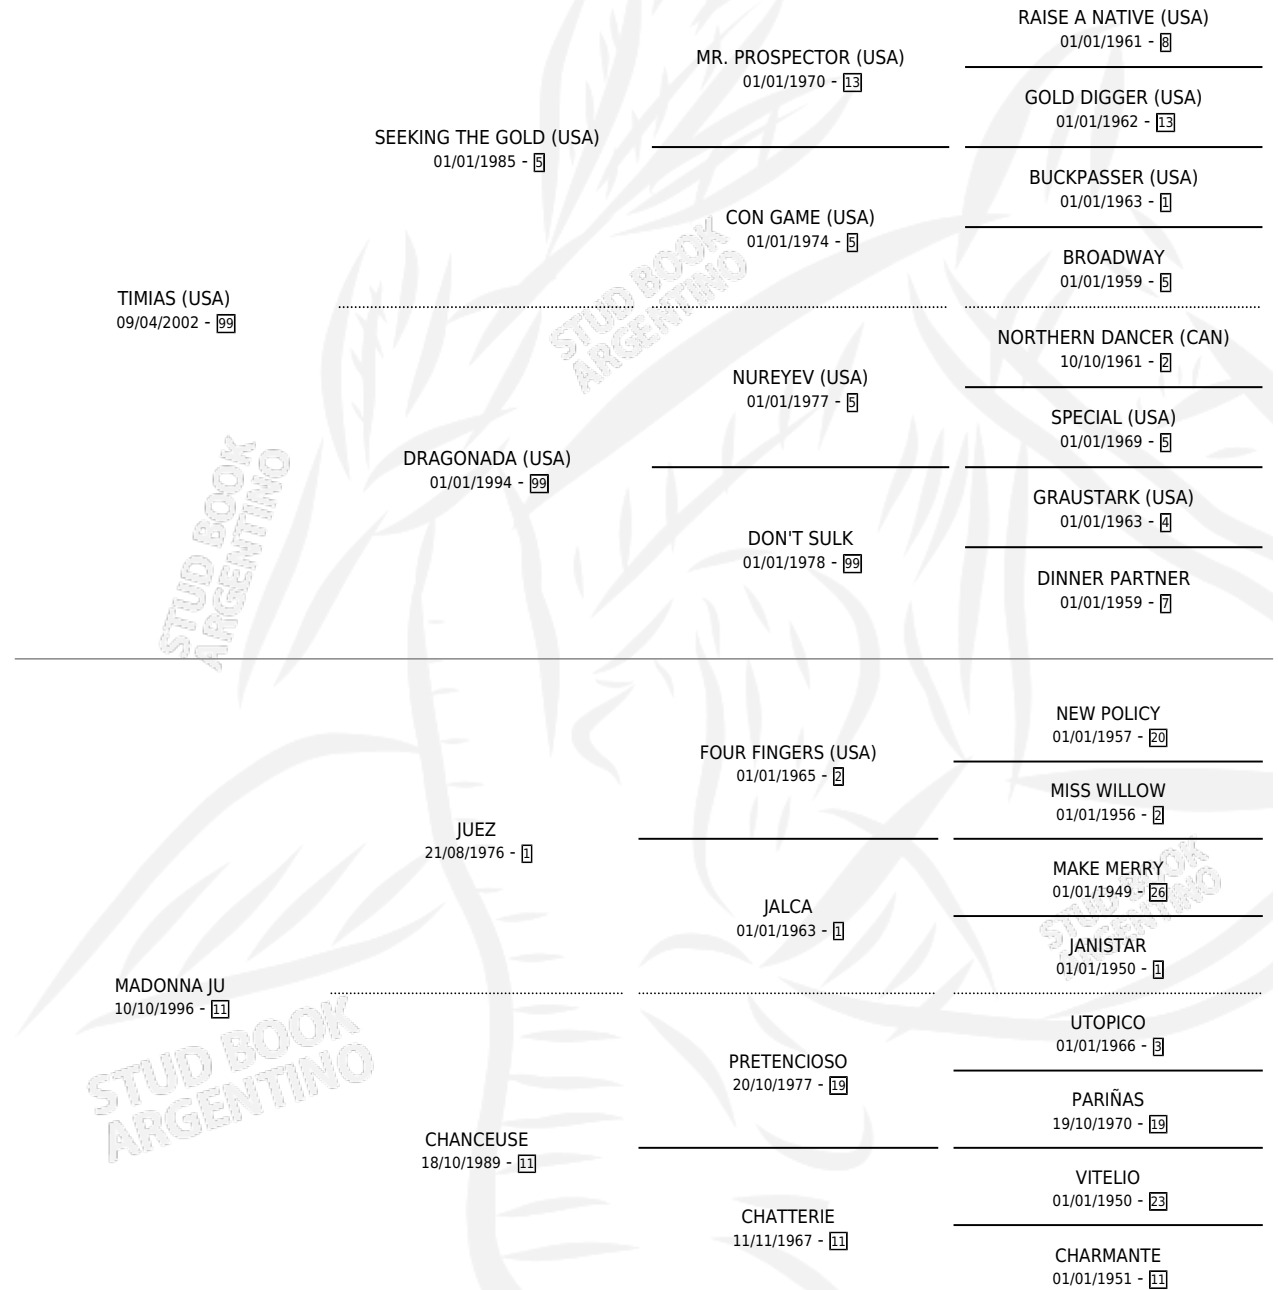 RAISE A NATIVE (USA)
01/01/1961 - 8
MR. PROSPECTOR (USA)
01/01/1970 - 13
GOLD DIGGER (USA)
01/01/1962 - 13
SEEKING THE GOLD (USA)
01/01/1985 - 5
BUCKPASSER (USA)
01/01/1963 - 1
CON GAME (USA)
01/01/1974 - 5
BROADWAY
01/01/1959 - 5
TIMIAS (USA)
09/04/2002 - 99
STUD BOOK
ARGENTINO
NORTHERN DANCER (CAN)
10/10/1961 - 2
NUREYEV (USA)
01/01/1977 - 5
SPECIAL (USA)
01/01/1969 - 5
DRAGONADA (USA)
01/01/1994 - 99
GRAUSTARK (USA)
01/01/1963 - 4
DON'T SULK
01/01/1978 - 99
DINNER PARTNER
01/01/1959 - 7
STUD BOOK
ARGENTINO
NEW POLICY
01/01/1957 - 20
FOUR FINGERS (USA)
01/01/1965 - 2
MISS WILLOW
01/01/1956 - 2
JUEZ
21/08/1976 - 1
MAKE MERRY
01/01/1949 - 26
JALCA
01/01/1963 - 1
JANISTAR
01/01/1950 - 1
STUD BOOK
ARGENTINO
MADONNA JU
10/10/1996 - 11
UTOPICO
01/01/1966 - 3
PRETENCIOSO
20/10/1977 - 19
PARIÑAS
19/10/1970 - 19
STUD BOOK
ARGENTINO
CHANCEUSE
18/10/1989 - 11
VITELIO
01/01/1950 - 23
CHATTERIE
11/11/1967 - 11
CHARMANTE
01/01/1951 - 11